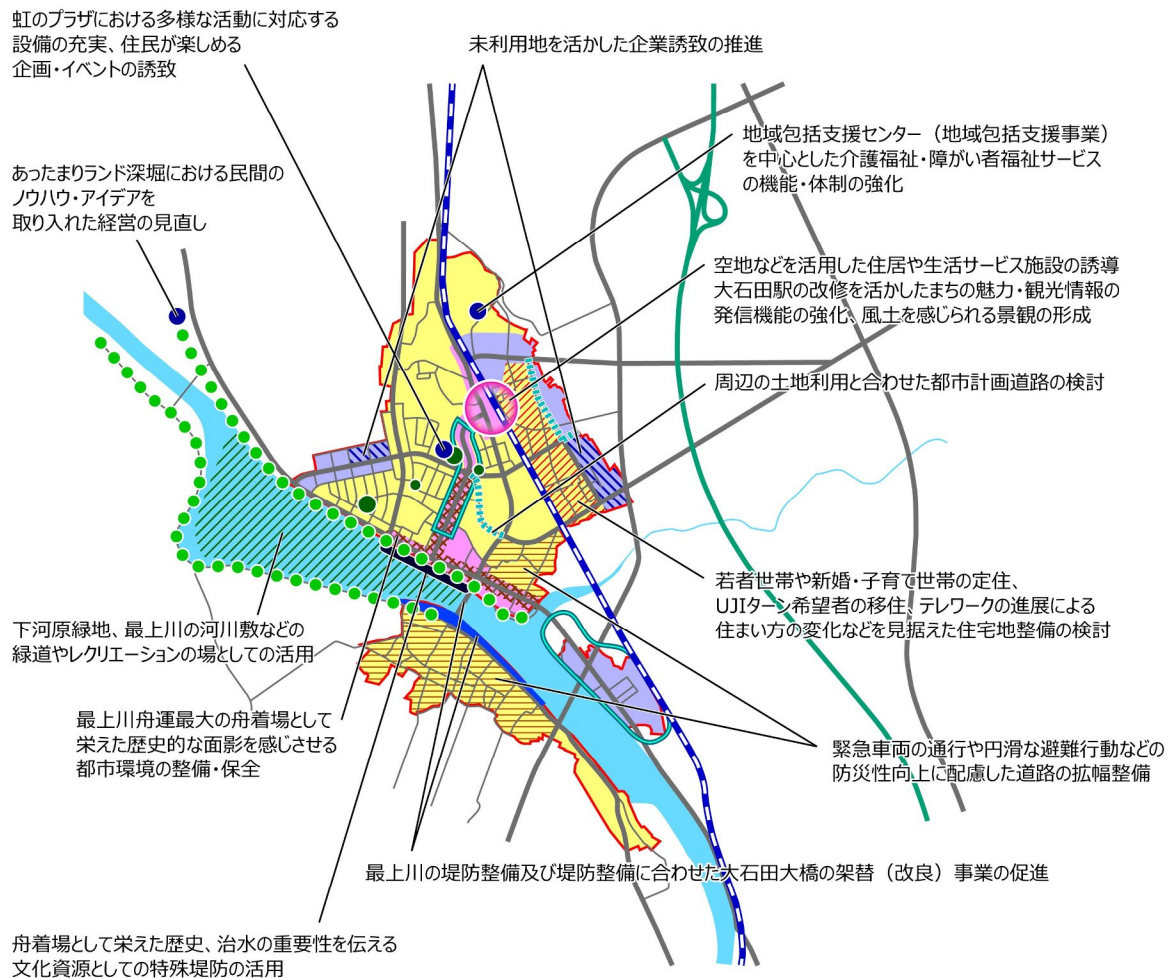 虹のプラザにおける多様な活動に対応する
設備の充実、住民が楽しめる
企画・イベントの誘致
未利用地を活かした企業誘致の推進
地域包括支援センター（地域包括支援事業）
を中心とした介護福祉・障がい者福祉サービス
の機能・体制の強化
あったまりランド深堀における民間の
ノウハウ・アイデアを
取り入れた経営の見直し
空地などを活用した住居や生活サービス施設の誘導
大石田駅の改修を活かしたまちの魅力・観光情報の
発信機能の強化、風土を感じられる景観の形成
周辺の土地利用と合わせた都市計画道路の検討
若者世帯や新婚・子育て世帯の定住、
UJIターン希望者の移住、テレワークの進展による
住まい方の変化などを見据えた住宅地整備の検討
下河原緑地、最上川の河川敷などの
緑道やレクリエーションの場としての活用
最上川舟運最大の舟着場として
栄えた歴史的な面影を感じさせる
都市環境の整備・保全
緊急車両の通行や円滑な避難行動などの
防災性向上に配慮した道路の拡幅整備
最上川の堤防整備及び堤防整備に合わせた大石田大橋の架替（改良）事業の促進
舟着場として栄えた歴史、治水の重要性を伝える
文化資源としての特殊堤防の活用